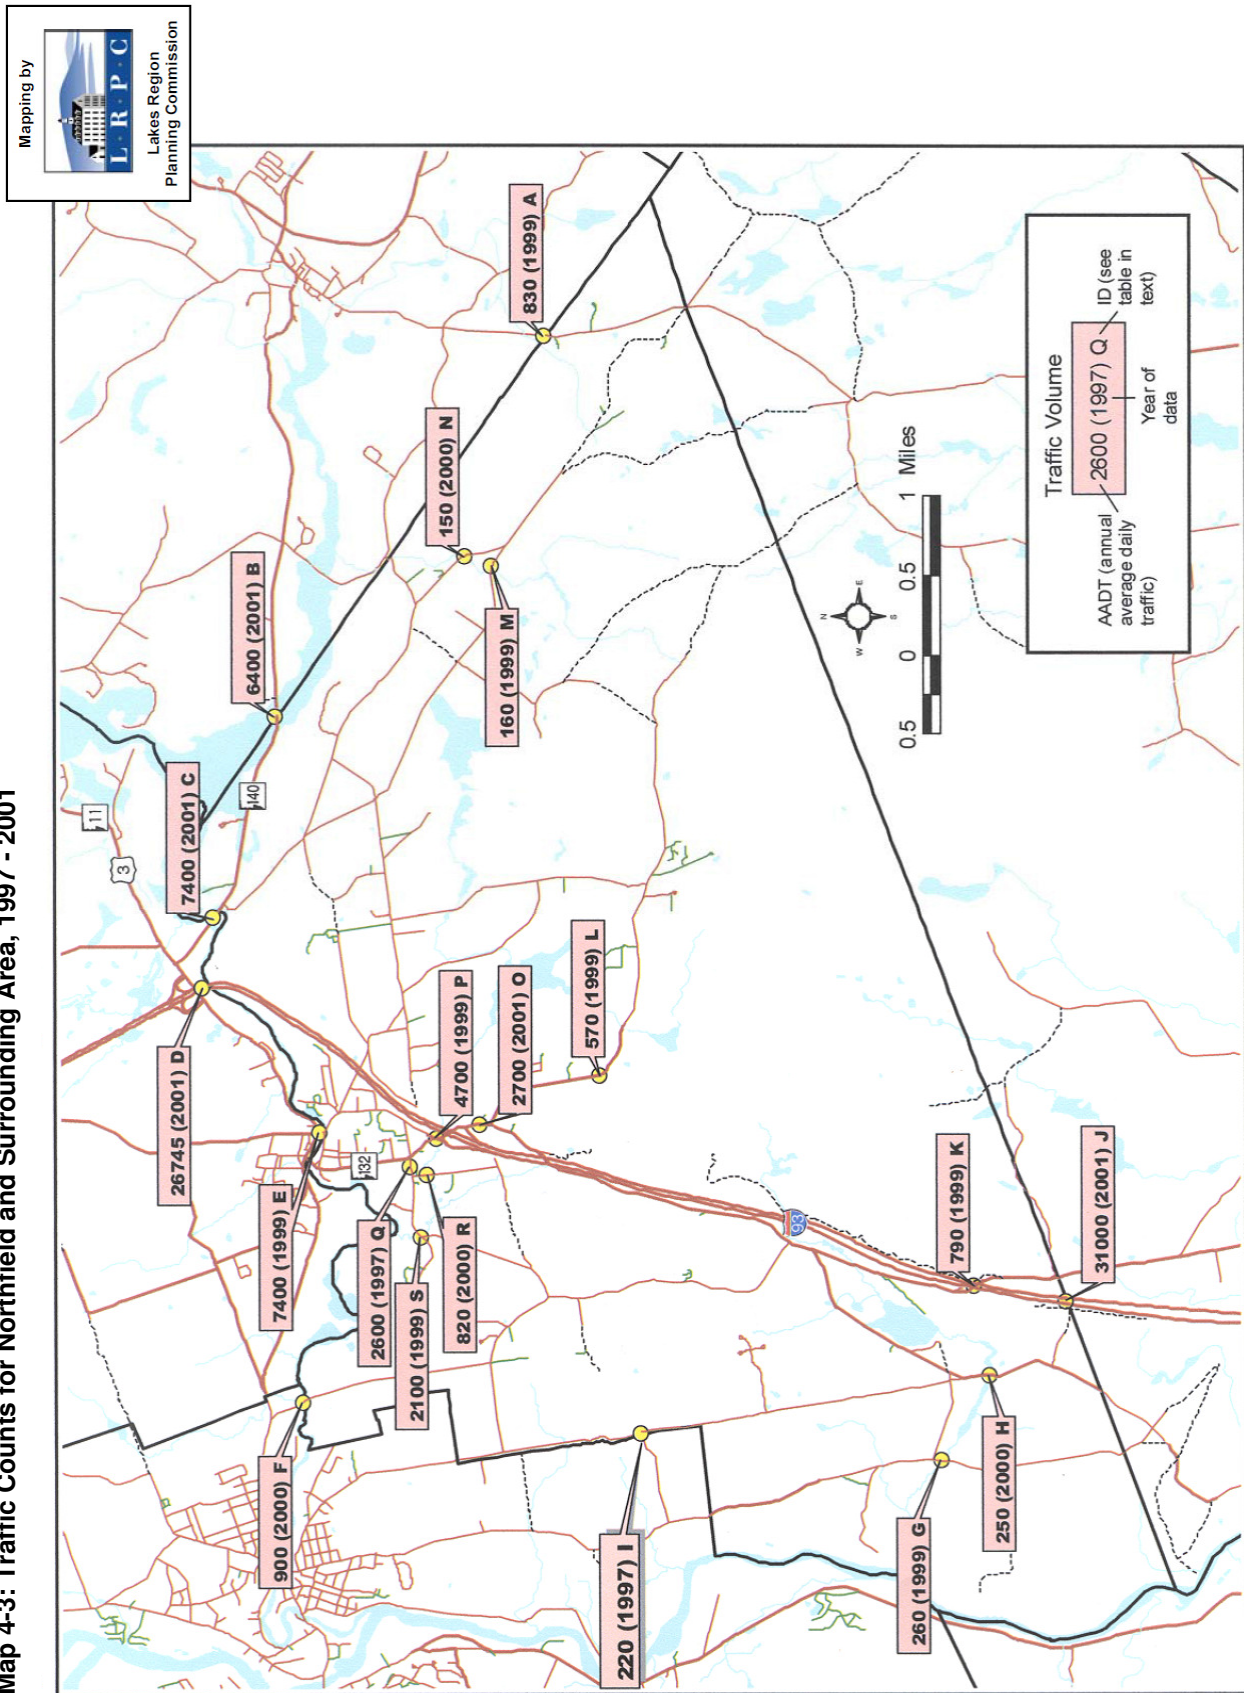 Map 4-3: Traffic Counts for Northfield and Surrounding Area, 1997 - 2001
Mapping by
L · R · P · C
Lakes Region
Planning Commission
11
3
140
132
93
7400 (2001) C
6400 (2001) B
150 (2000) N
830 (1999) A
160 (1999) M
26745 (2001) D
4700 (1999) P
2700 (2001) O
570 (1999) L
7400 (1999) E
2600 (1997) Q
2100 (1999) S
820 (2000) R
900 (2000) F
220 (1997) I
790 (1999) K
31000 (2001) J
260 (1999) G
250 (2000) H
N
W
E
S
0.5 0 0.5 1 Miles
Traffic Volume
2600 (1997) Q
AADT (annual
average daily
traffic)
Year of
data
ID (see
table in
text)